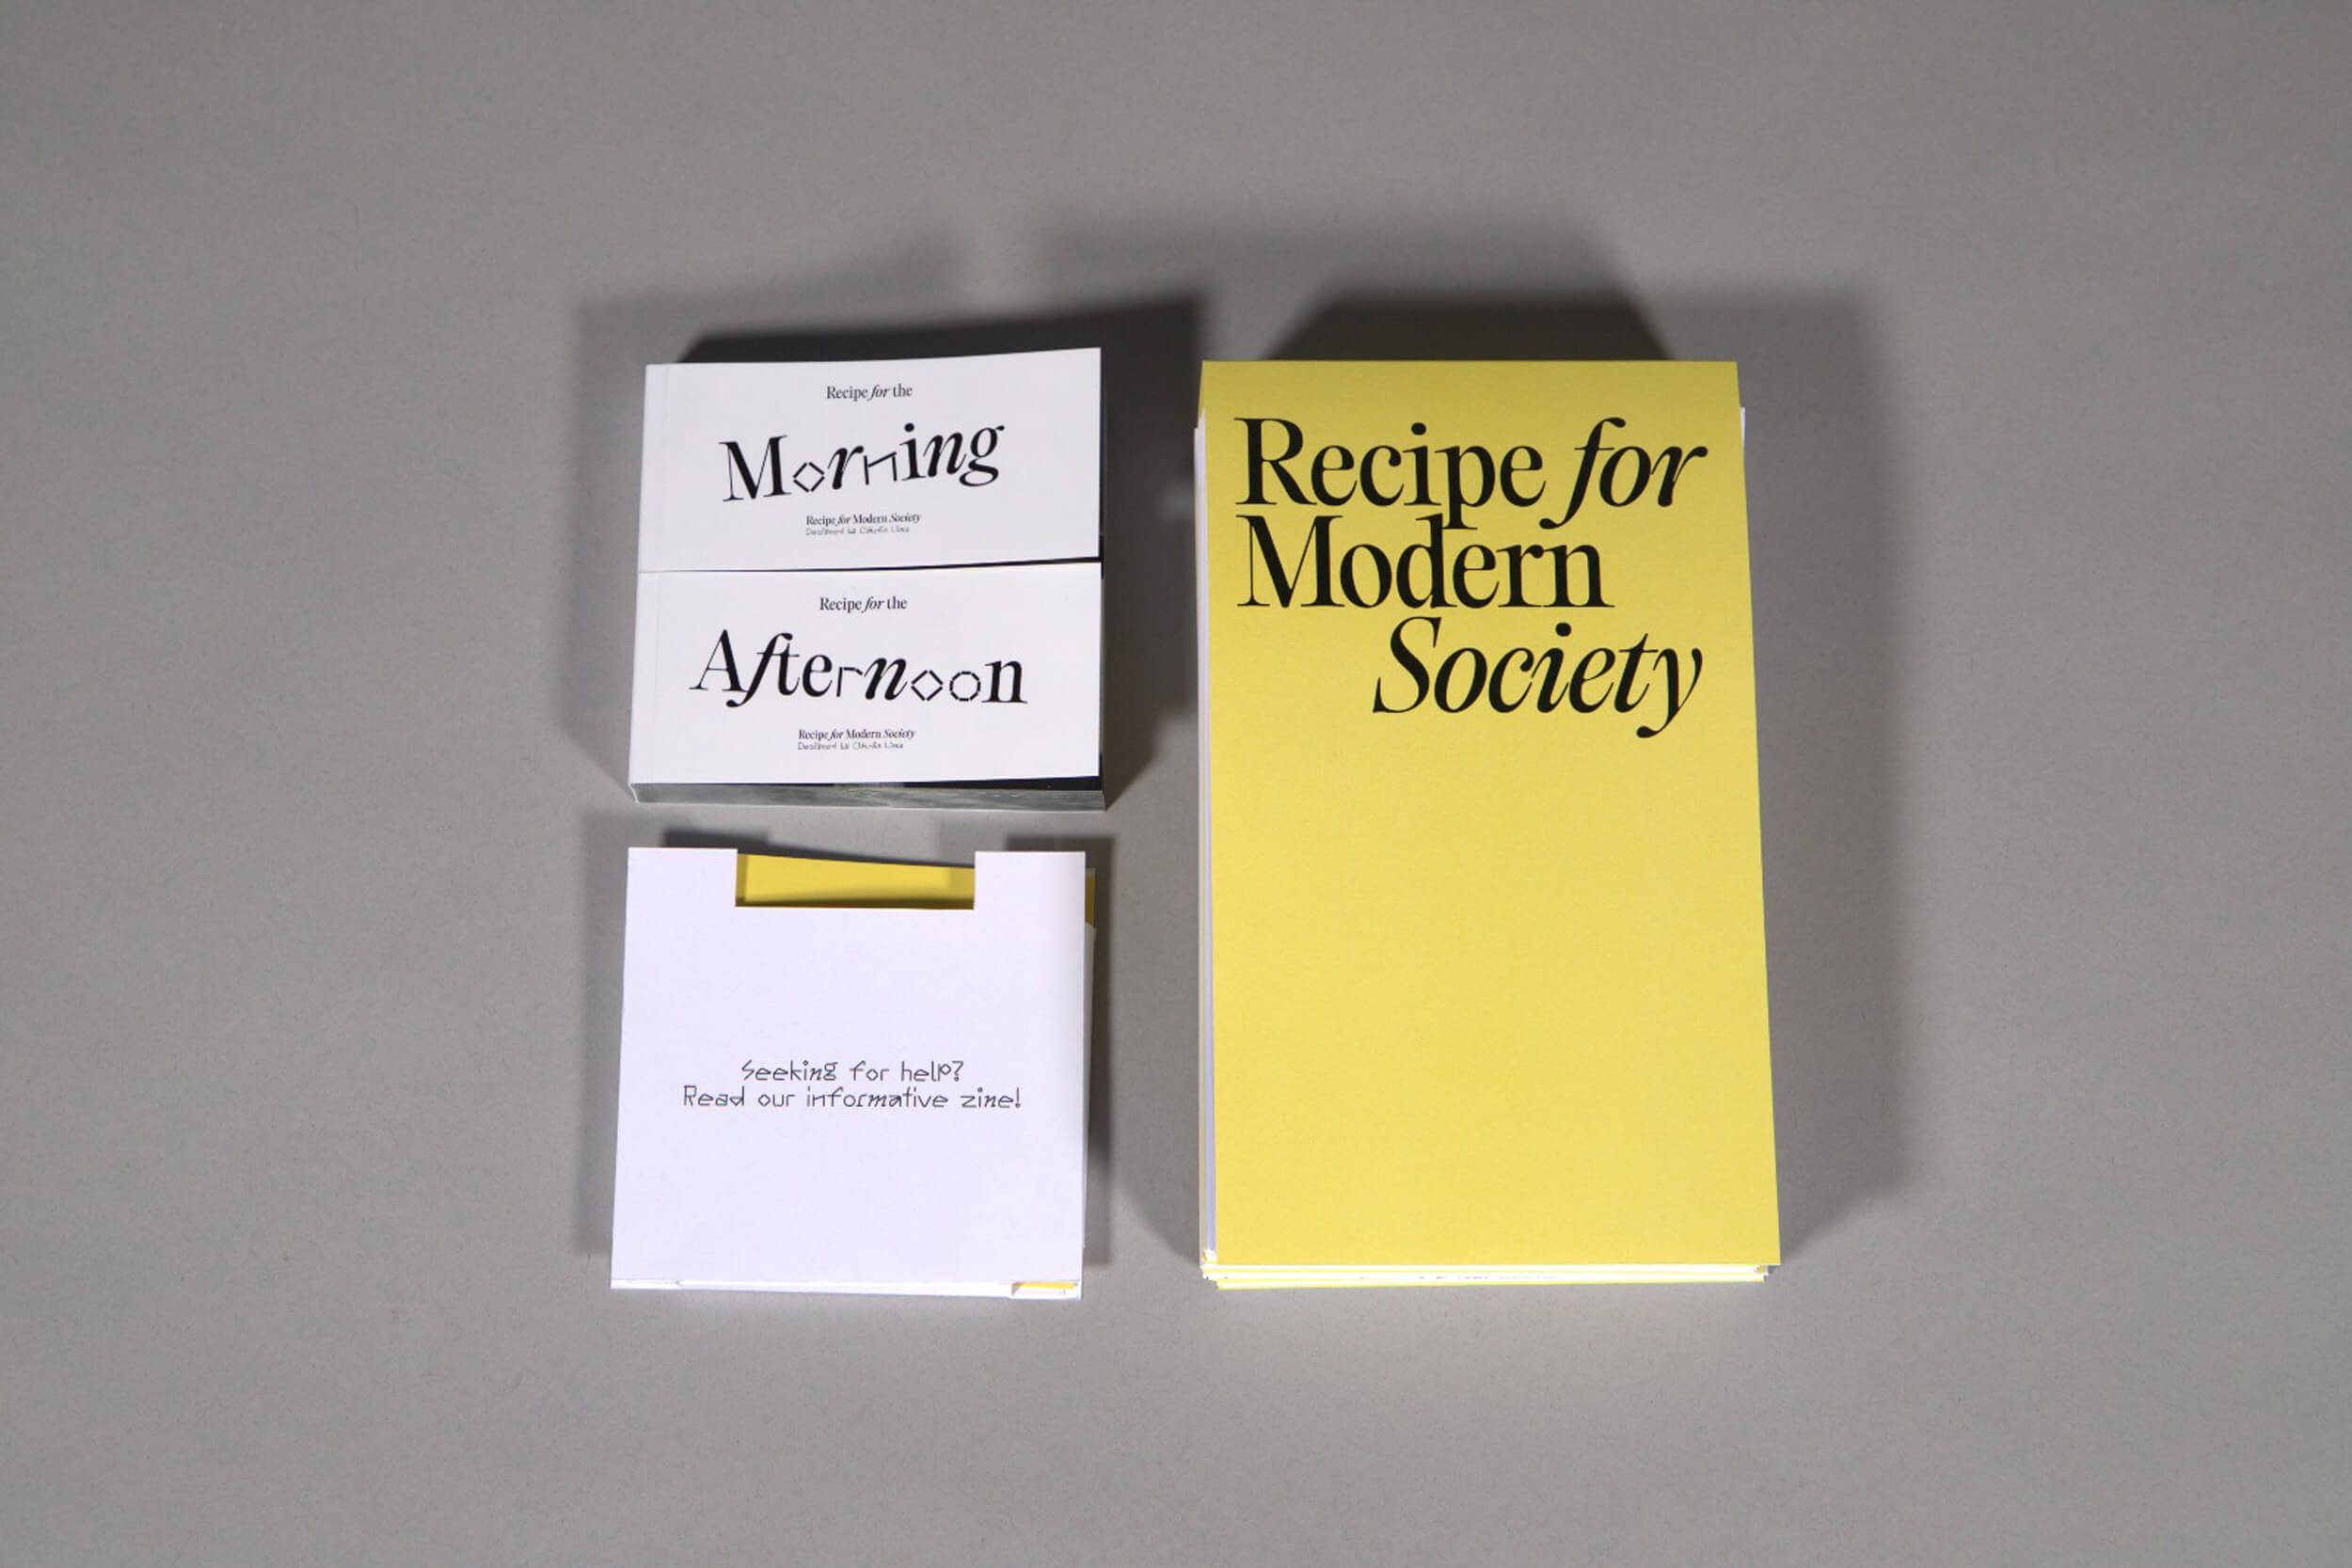 Recipe for the
Morning
Recipe for Modern Society
Recipe for the
Afternoon
Recipe for Modern Society
Seeking for help?
Read our informative zine!
Recipe for
Modern
Society